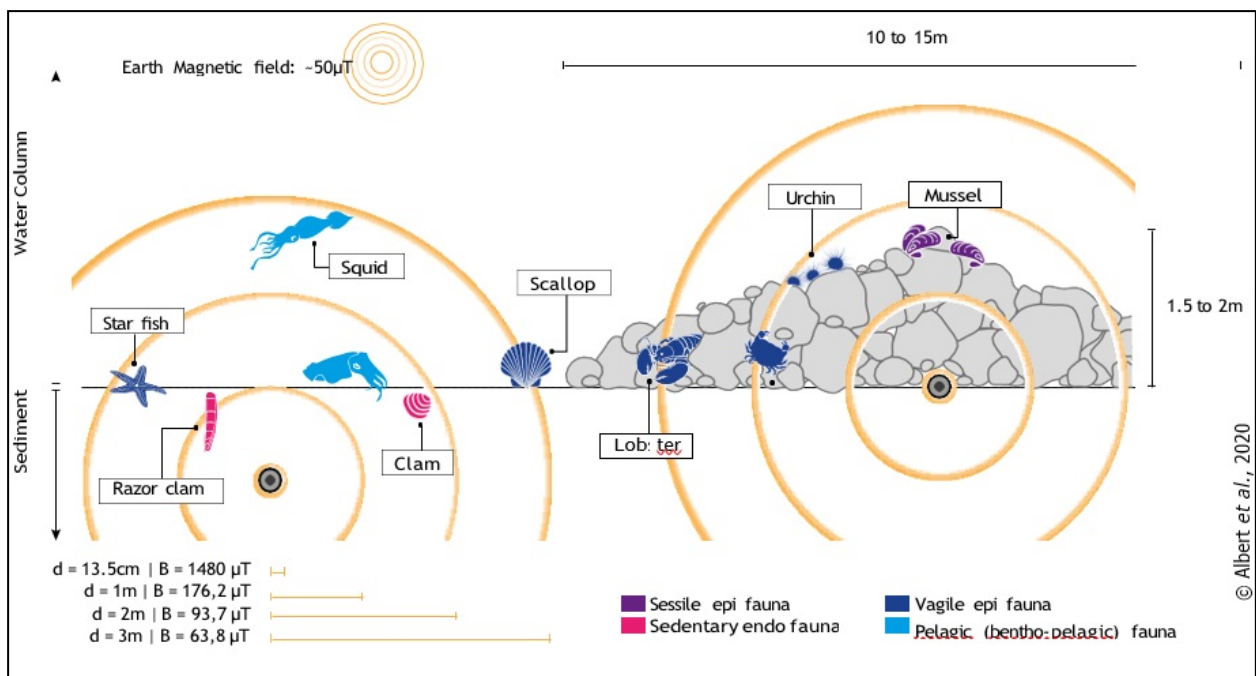 10 to 15m
Earth Magnetic field: ~50µT
Water Column
Urchin
Mussel
Squid
Scallop
1.5 to 2m
Star fish
Sediment
Lobster
Clam
Razor clam
d = 13.5cm | B = 1480 µT
d = 1m | B = 176,2 µT
d = 2m | B = 93,7 µT
d = 3m | B = 63,8 µT
Sessile epi fauna
Vagile epi fauna
Sedentary endo fauna
Pelagic (bentho-pelagic) fauna
© Albert et al., 2020